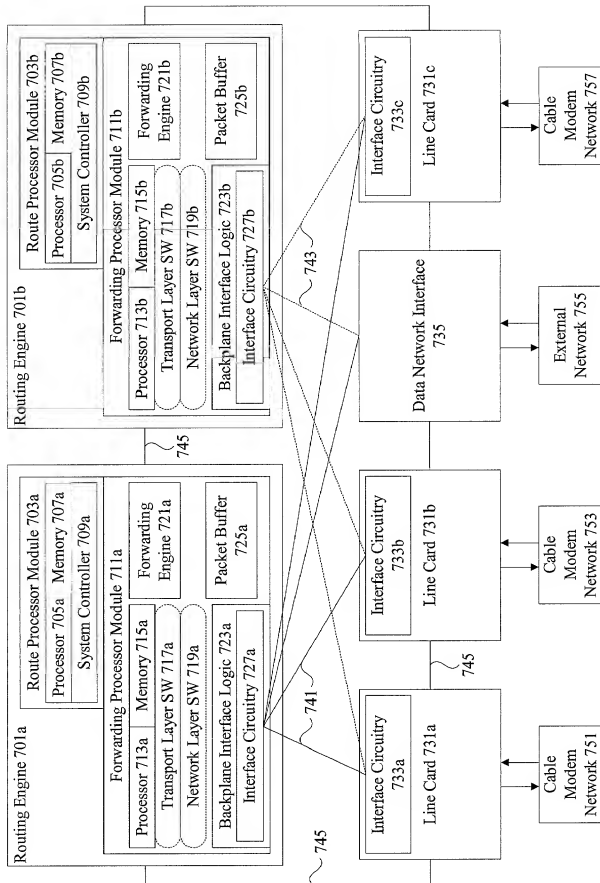 Routing Engine 701a
Route Processor Module 703a
Processor 705a
Memory 707a
System Controller 709a
Forwarding Processor Module 711a
Processor 713a
Memory 715a
Transport Layer SW 717a
Network Layer SW 719a
Forwarding
Engine 721a
Backplane Interface Logic 723a
Interface Circuitry 727a
Packet Buffer
725a
745
Routing Engine 701b
Route Processor Module 703b
Processor 705b
Memory 707b
System Controller 709b
Forwarding Processor Module 711b
Processor 713b
Memory 715b
Transport Layer SW 717b
Network Layer SW 719b
Forwarding
Engine 721b
Backplane Interface Logic 723b
Interface Circuitry 727b
Packet Buffer
725b
745
741
743
Interface Circuitry
733a
Line Card 731a
745
Interface Circuitry
733b
Line Card 731b
Data Network Interface
735
Interface Circuitry
733c
Line Card 731c
Cable
Modem
Network 751
Cable
Modem
Network 753
External
Network 755
Cable
Modem
Network 757